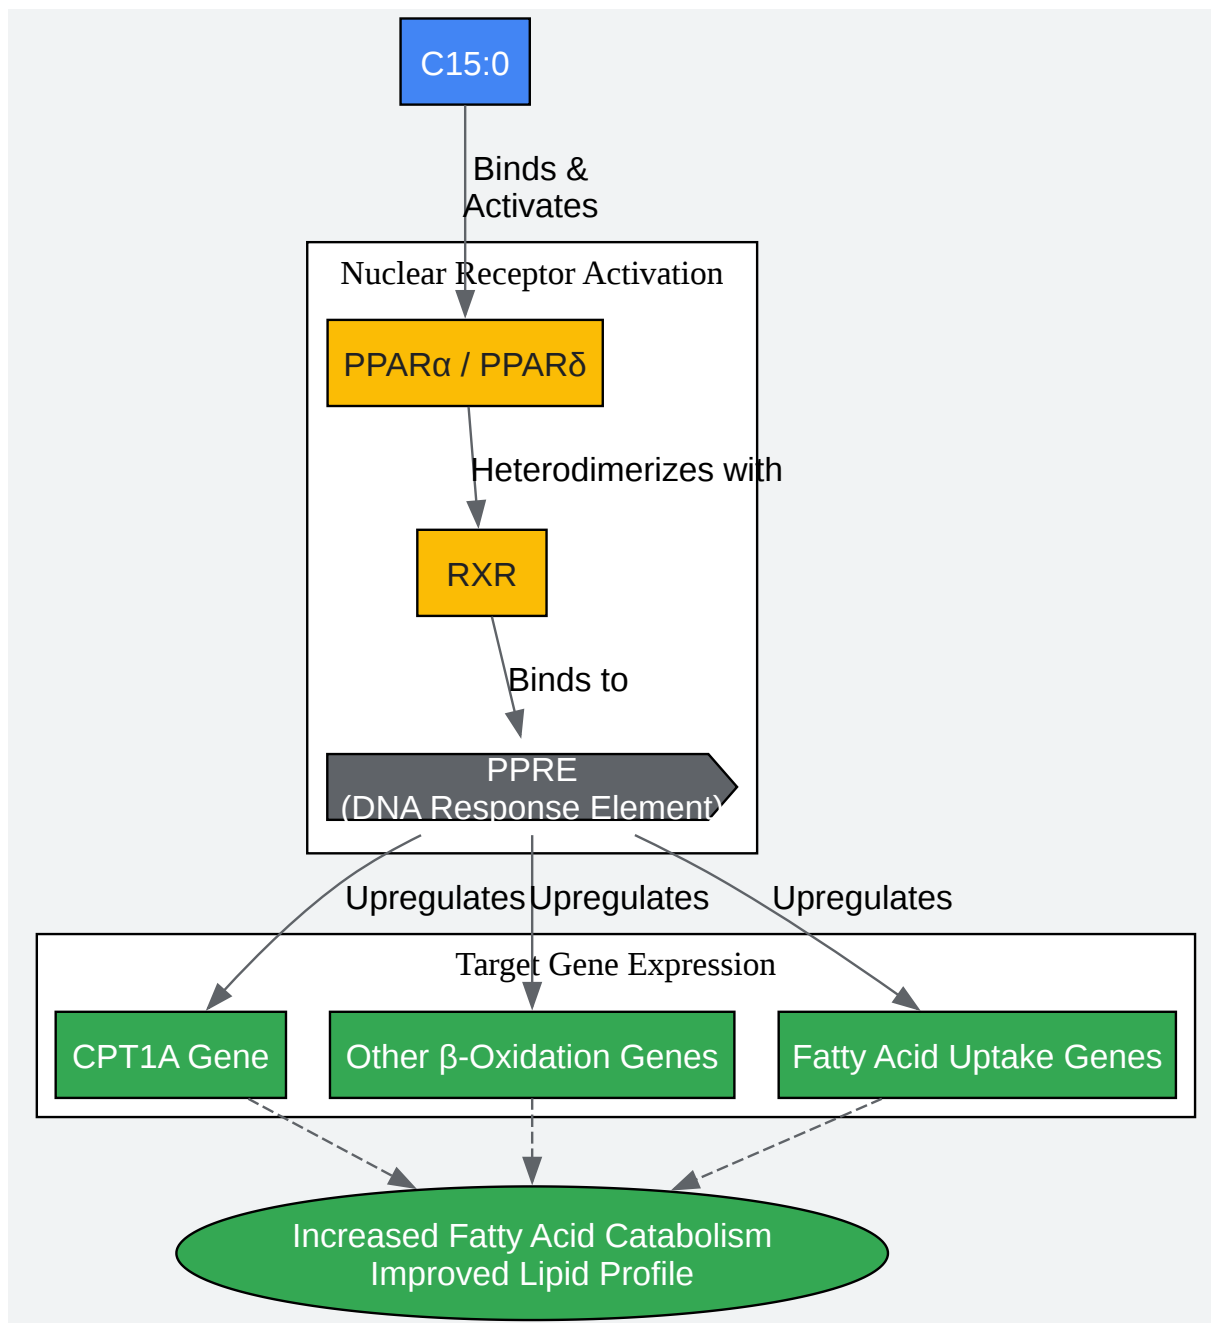 C15:0
Binds &
Activates
Nuclear Receptor Activation
PPARα / PPARδ
Heterodimerizes with
RXR
Binds to
PPRE
(DNA Response Element)
Upregulates
Upregulates
Upregulates
Target Gene Expression
CPT1A Gene
Other β-Oxidation Genes
Fatty Acid Uptake Genes
Increased Fatty Acid Catabolism
Improved Lipid Profile